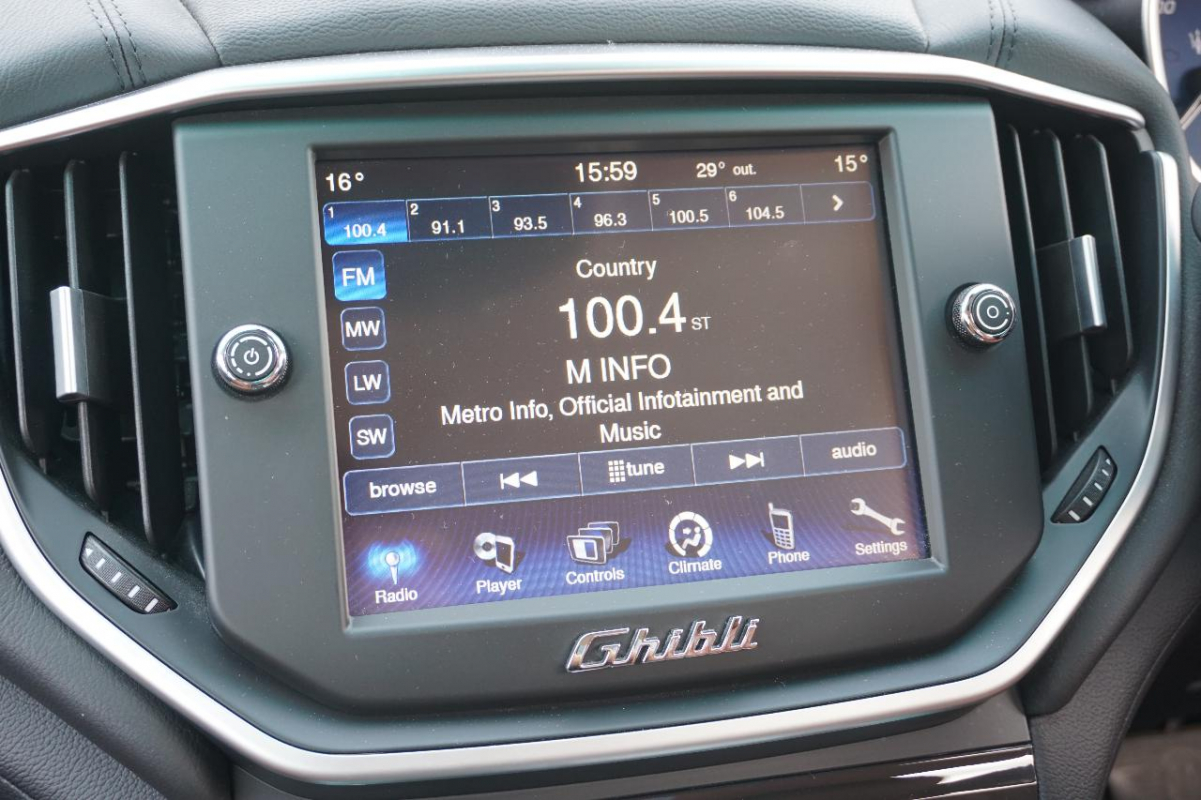 16° 15:59 29° out. 15°
1 100.4 2 91.1 3 93.5 4 96.3 5 100.5 6 104.5
FM
MW
LW
SW
Country
100.4 ST
M INFO
Metro Info, Official Infotainment and
Music
browse tune audio
Radio Player Controls Climate Phone Settings
Ghibli